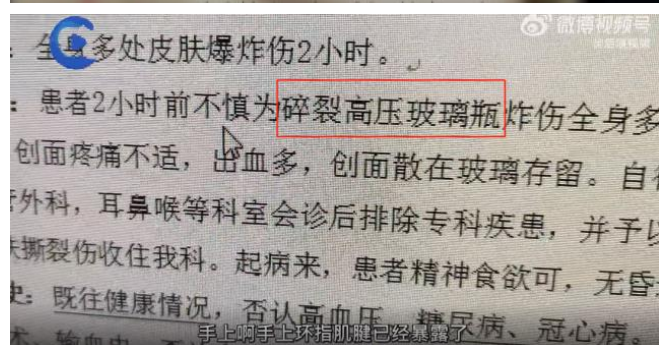 微博视频号
:全身多处皮肤爆炸伤2小时。
:患者2小时前不慎为碎裂高压玻璃瓶炸伤全身多
创面疼痛不适,出血多,创面散在玻璃存留。自
外科,耳鼻喉等科室会诊后排除专科疾患,并予以
撕裂伤收住我科。起病来,患者精神食欲可,无昏
史:既往健康情况,否认高血压、糖尿病、冠心病。
手上啊手上环指肌腱已经暴露了
术、输血史